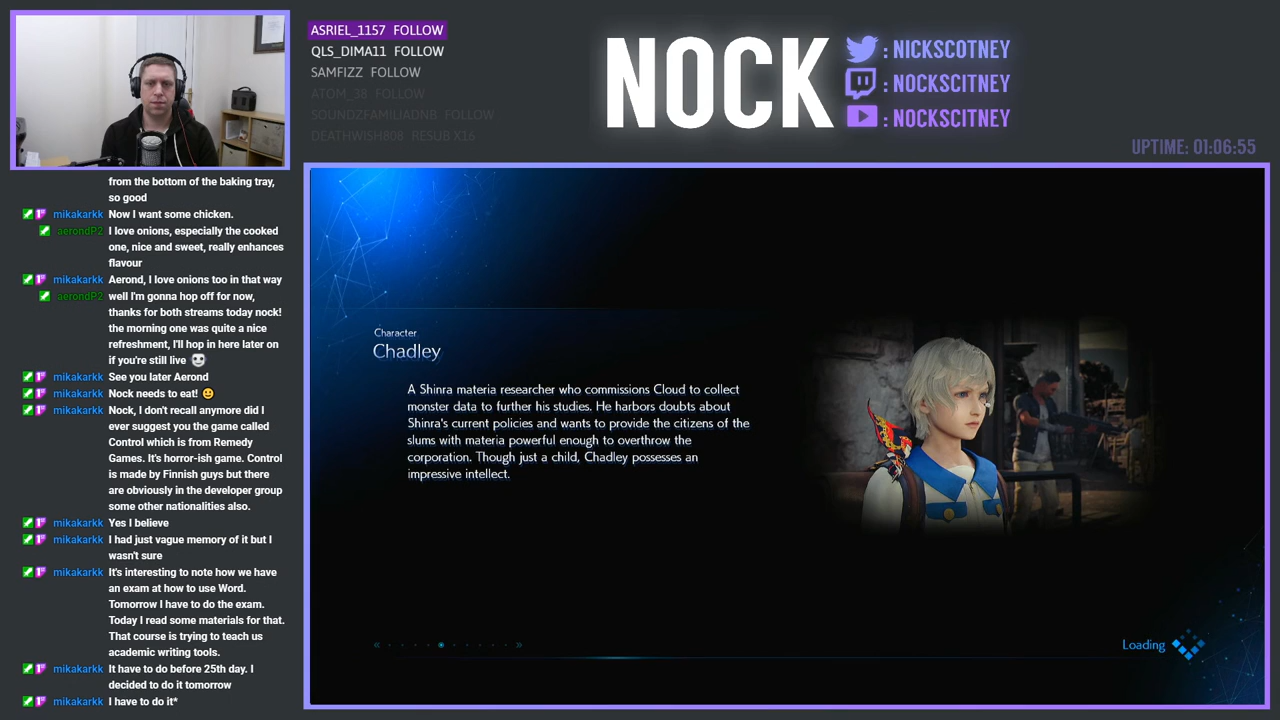 ASRIEL_1157 FOLLOW
QLS_DIMA11 FOLLOW
SAMFIZZ FOLLOW
ATOM_38 FOLLOW
SOUNDZFAMILIADNB FOLLOW
DEATHWISH808 RESUB X16
NOCK
: NICKSCOTNEY
: NOCKSCITNEY
: NOCKSCITNEY
UPTIME: 01:06:55
from the bottom of the baking tray,
so good
mikakarkk Now I want some chicken.
aerondP2 I love onions, especially the cooked
one, nice and sweet, really enhances
flavour
mikakarkk Aerond, I love onions too in that way
aerondP2 well I'm gonna hop off for now,
thanks for both streams today nock!
the morning one was quite a nice
refreshment, I'll hop in here later on
if you're still live
mikakarkk See you later Aerond
mikakarkk Nock needs to eat!
mikakarkk Nock, I don't recall anymore did I
ever suggest you the game called
Control which is from Remedy
Games. It's horror-ish game. Control
is made by Finnish guys but there
are obviously in the developer group
some other nationalities also.
mikakarkk Yes I believe
mikakarkk I had just vague memory of it but I
wasn't sure
mikakarkk It's interesting to note how we have
an exam at how to use Word.
Tomorrow I have to do the exam.
Today I read some materials for that.
That course is trying to teach us
academic writing tools.
mikakarkk It have to do before 25th day. I
decided to do it tomorrow
mikakarkk I have to do it*
Character
Chadley
A Shinra materia researcher who commissions Cloud to collect
monster data to further his studies. He harbors doubts about
Shinra's current policies and wants to provide the citizens of the
slums with materia powerful enough to overthrow the
corporation. Though just a child, Chadley possesses an
impressive intellect.
Loading